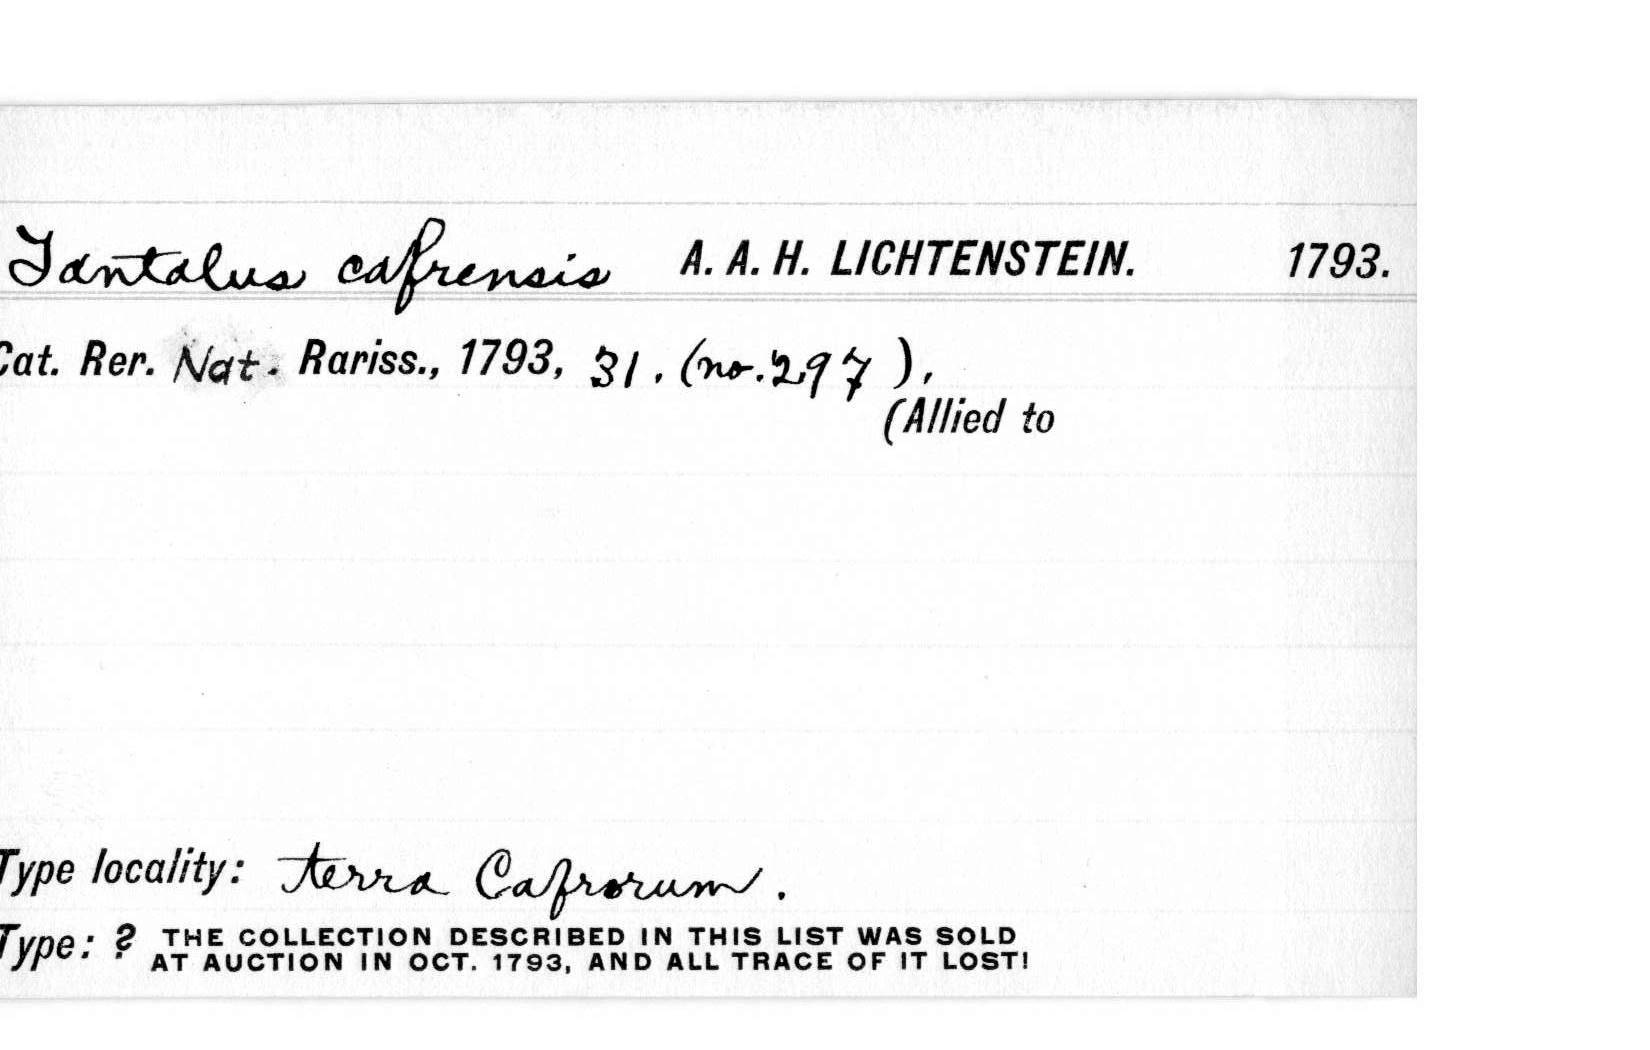 Tantalus cafrensis A. A. H. LICHTENSTEIN. 1793.
Cat. Rer. Nat. Rariss., 1793, 31. (no. 297),
(Allied to
Type locality: terra Cafrorum.
Type: ? THE COLLECTION DESCRIBED IN THIS LIST WAS SOLD
AT AUCTION IN OCT. 1793, AND ALL TRACE OF IT LOST!